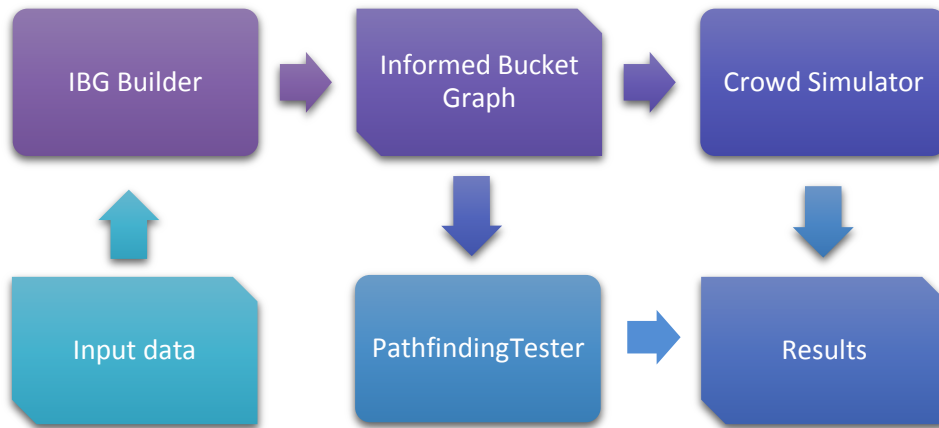 IBG Builder
Informed Bucket
Graph
Crowd Simulator
Input data
PathfindingTester
Results